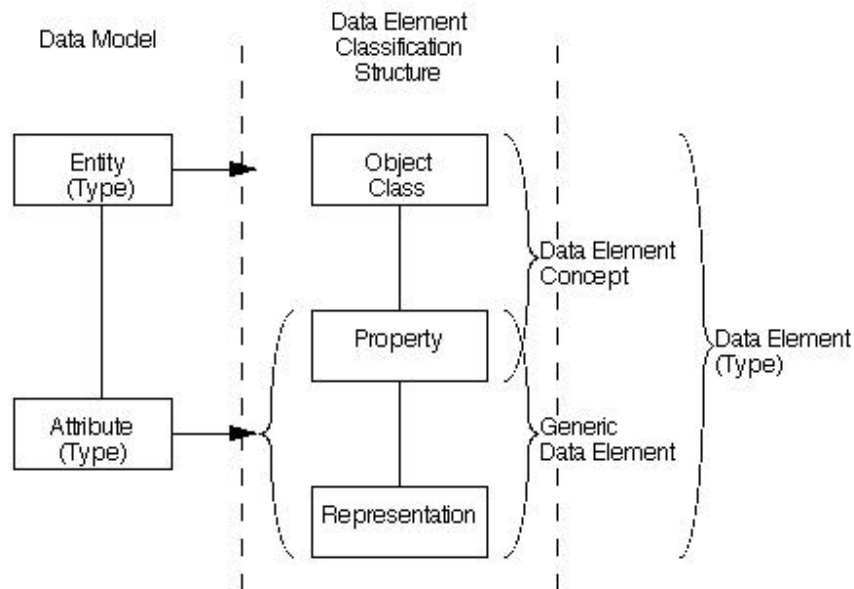 Data Model
Data Element
Classification
Structure
Entity
(Type)
Object
Class
Data Element
Concept
Property
Data Element
(Type)
Attribute
(Type)
Generic
Data Element
Representation